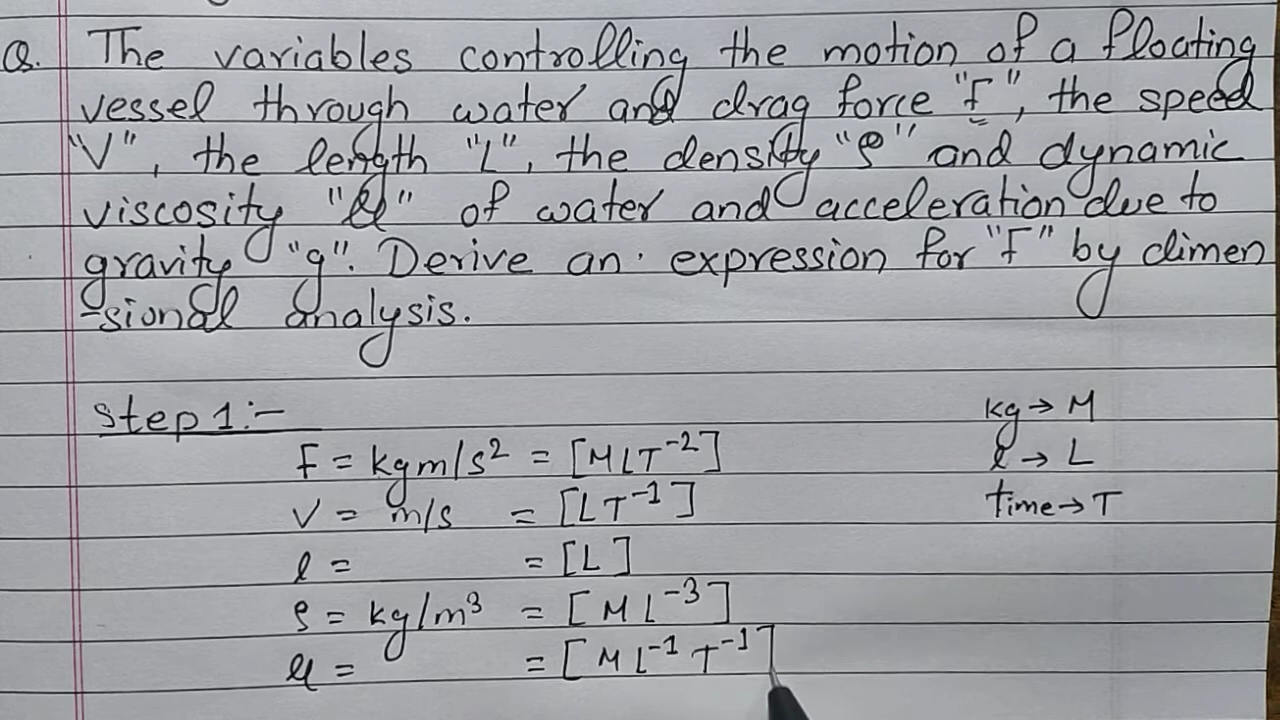 Q. The variables controlling the motion of a floating
vessel through water and drag force "F", the speed
"V", the length "L", the density "ρ" and dynamic
viscosity "μ" of water and acceleration due to
gravity "g". Derive an expression for "F" by dimen
-sional analysis.
Step 1:-
kg → M
F = kgm/s² = [MLT⁻²]
l → L
V = m/s = [LT⁻¹]
time → T
l = = [L]
ρ = kg/m³ = [ML⁻³]
μ = = [ML⁻¹T⁻¹]